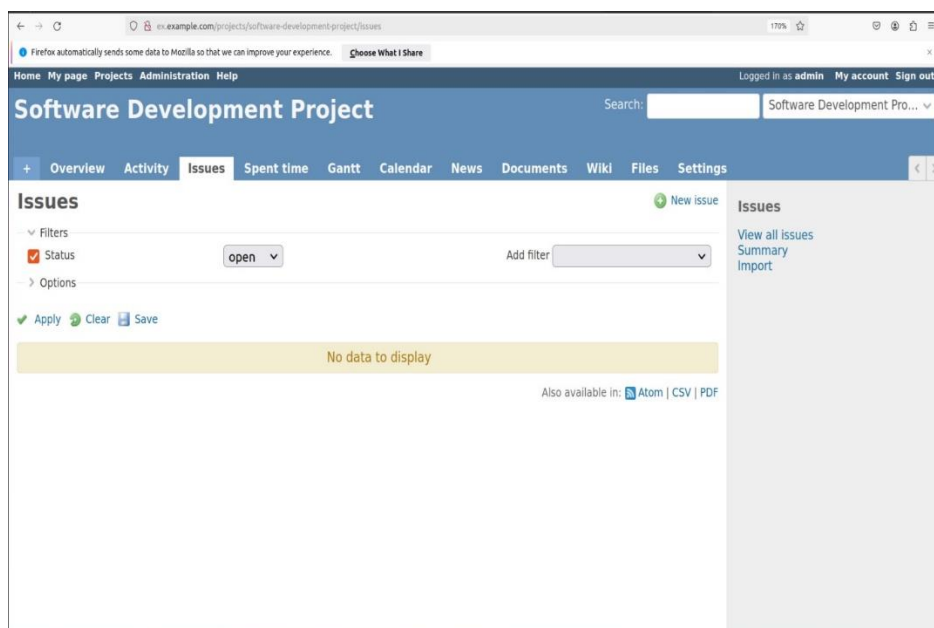 ex.example.com/projects/software-development-project/issues 170%
Firefox automatically sends some data to Mozilla so that we can improve your experience. Choose What I Share
Home My page Projects Administration Help Logged in as admin My account Sign out
Software Development Project Search: Software Development Pro...
+ Overview Activity Issues Spent time Gantt Calendar News Documents Wiki Files Settings
Issues New issue Issues
Filters View all issues
Status open Add filter Summary
Import
Options
Apply Clear Save
No data to display
Also available in: Atom | CSV | PDF